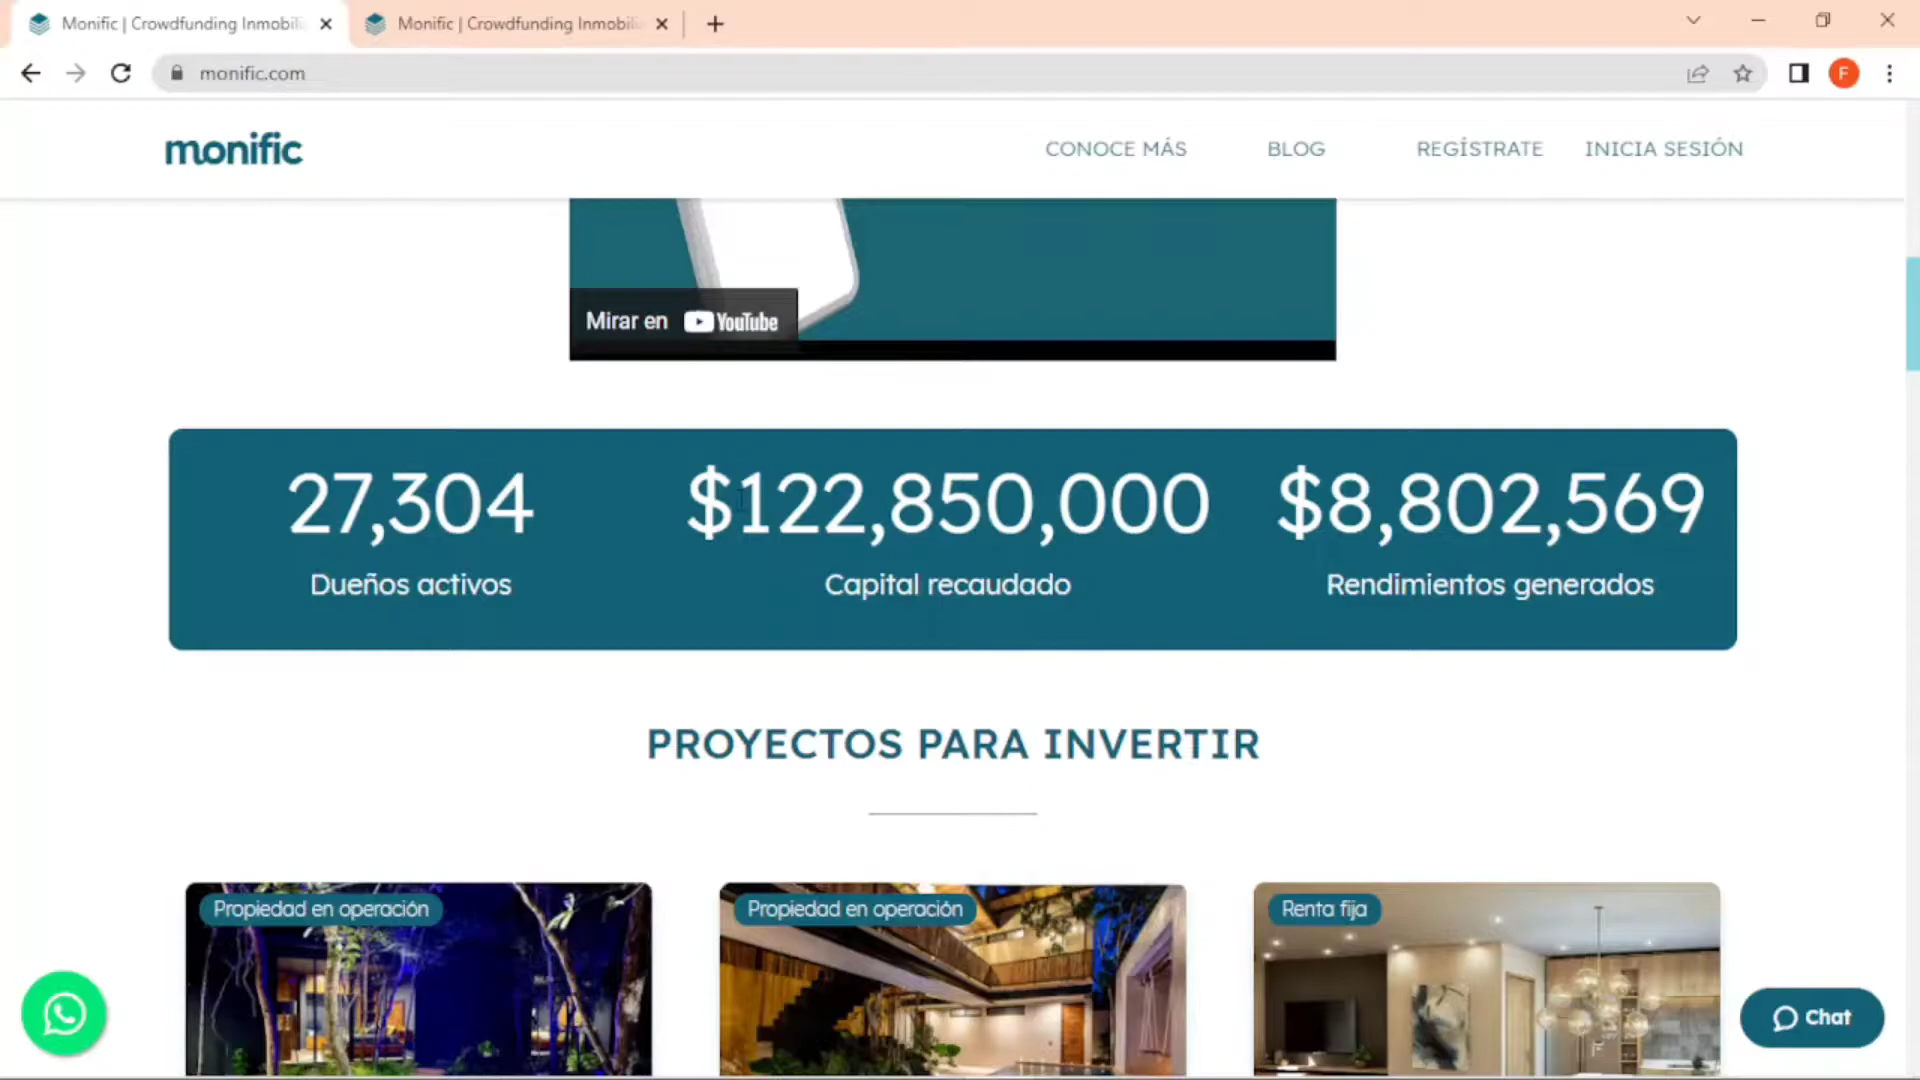 Monific | Crowdfunding Inmobili
Monific | Crowdfunding Inmobili
monific.com
F
monific
CONOCE MÁS
BLOG
REGÍSTRATE
INICIA SESIÓN
Mirar en YouTube
27,304
$122,850,000
$8,802,569
Dueños activos
Capital recaudado
Rendimientos generados
PROYECTOS PARA INVERTIR
Propiedad en operación
Propiedad en operación
Renta fija
Chat